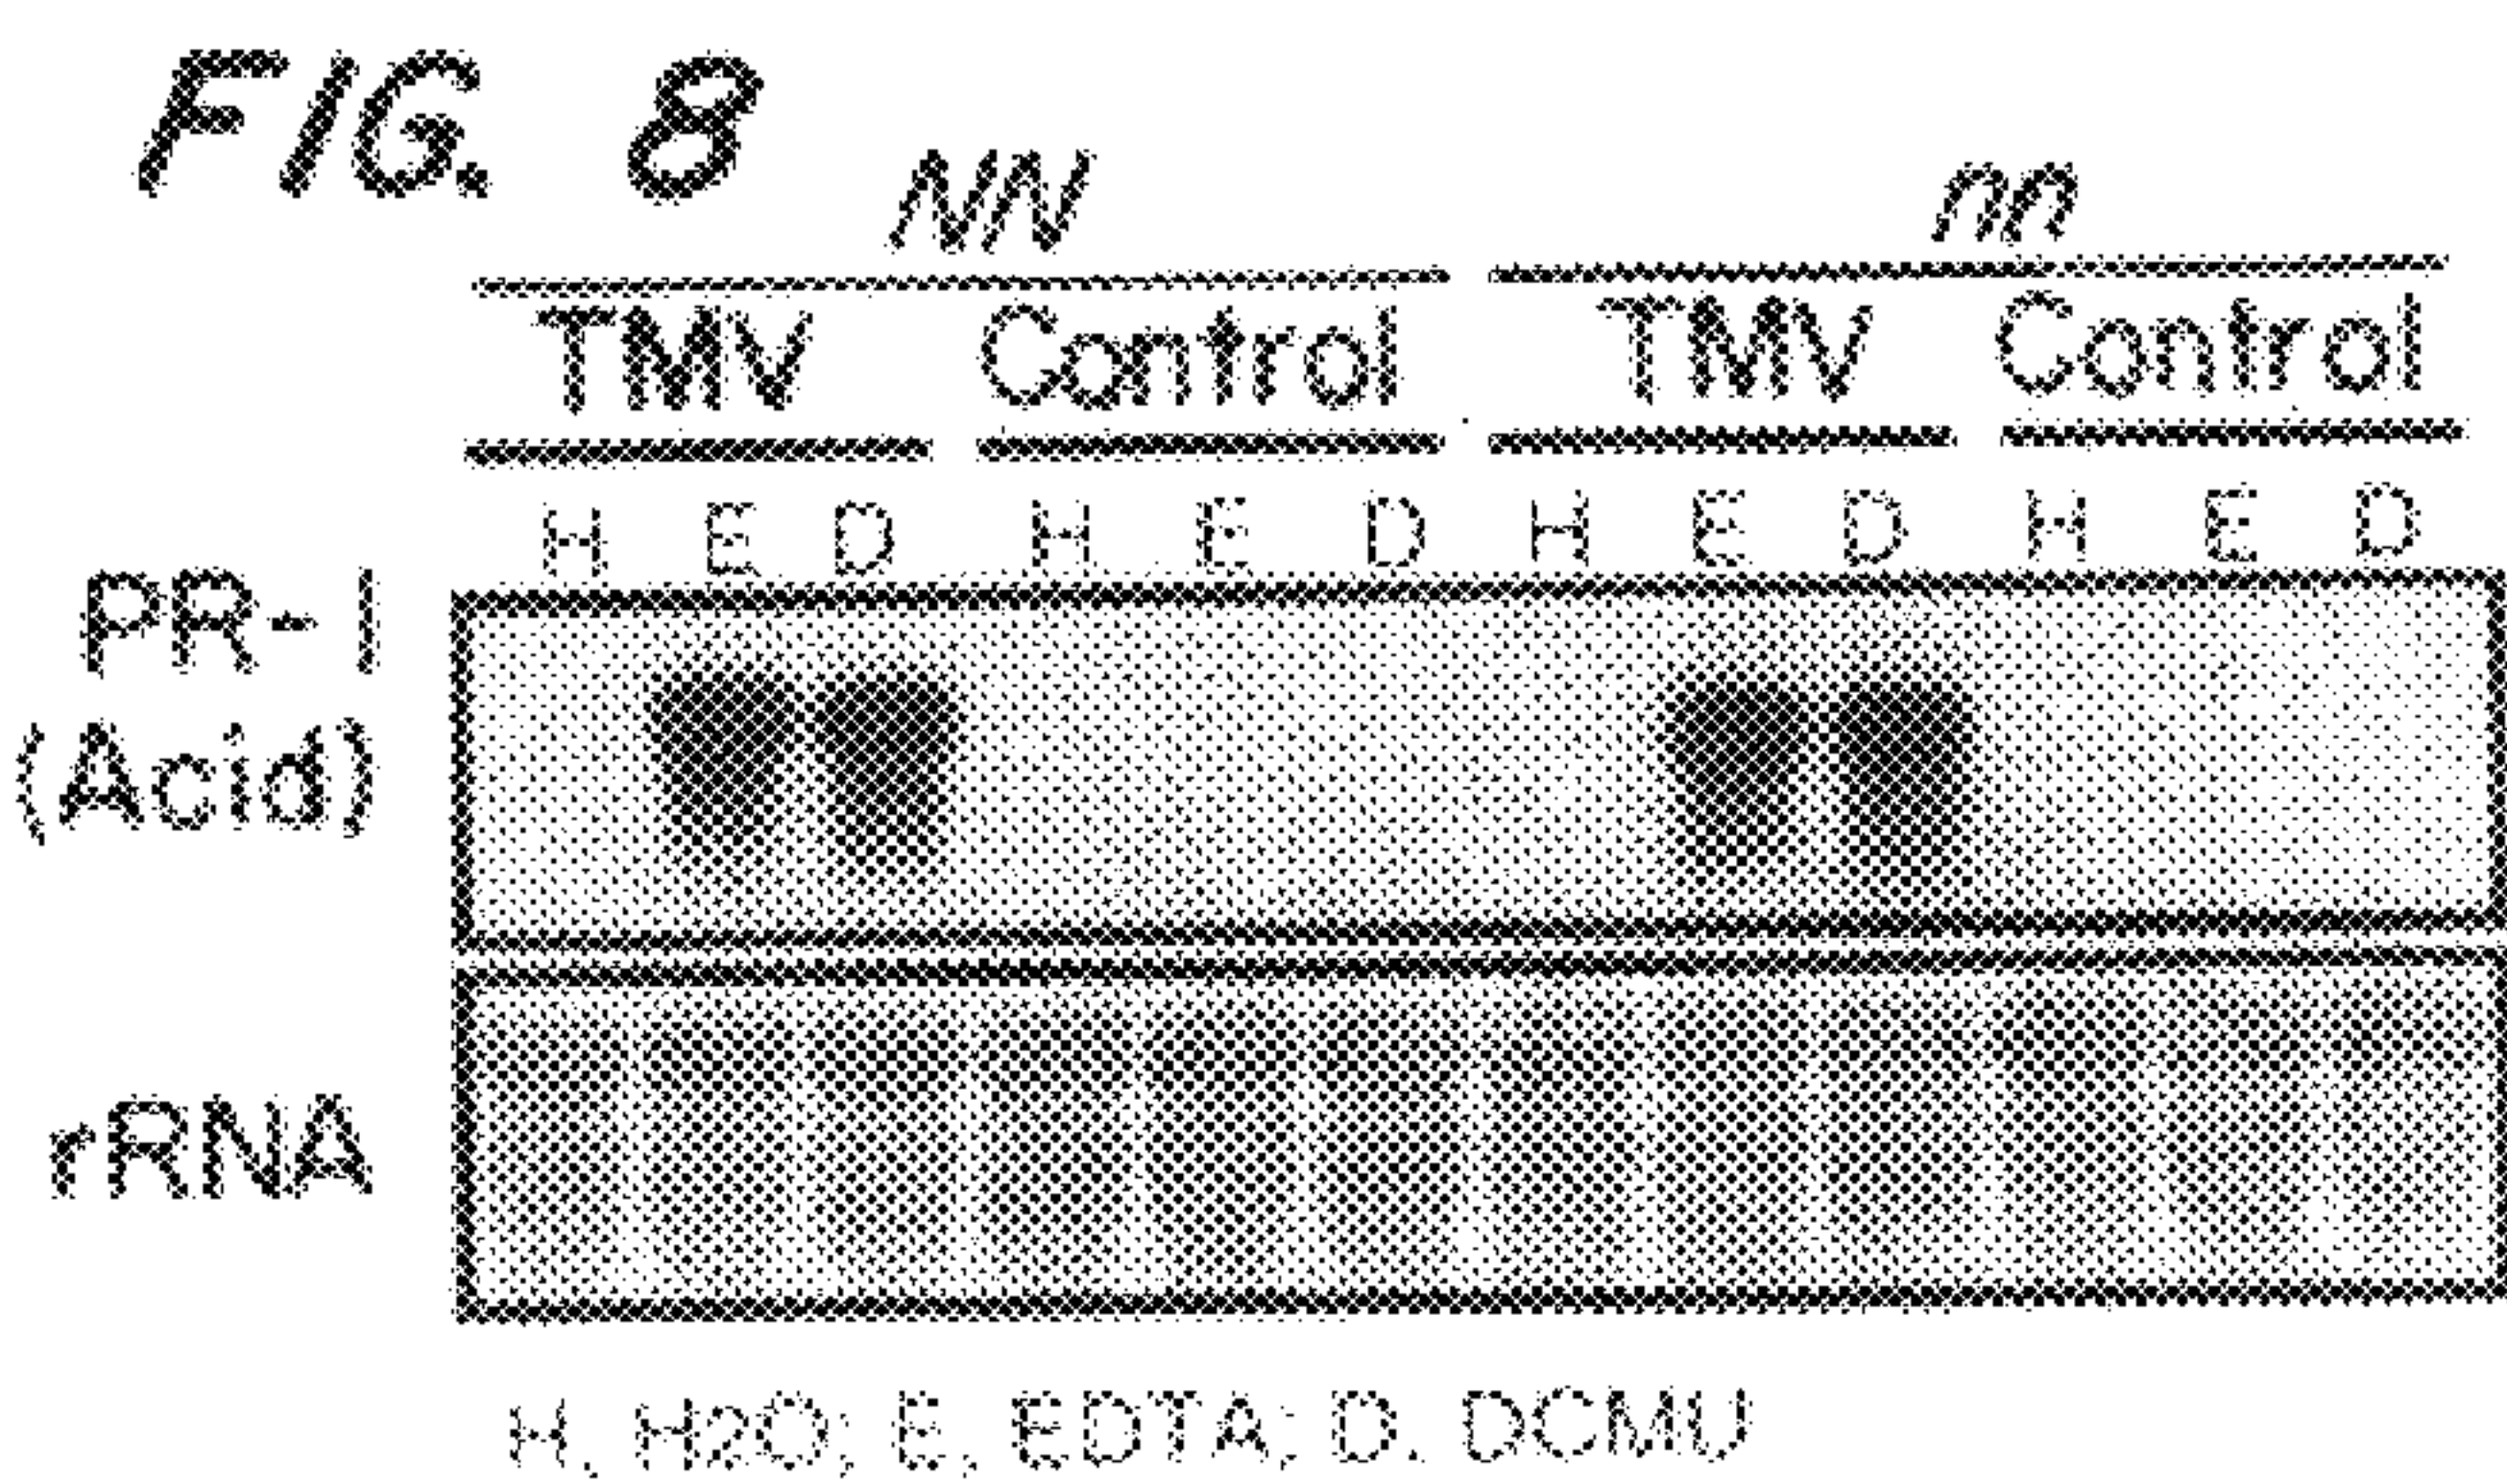 FIG. 8
NN nn
TMV Control TMV Control
H E D H E D H E D H E D
PR-1
(Acid)
rRNA
H, H2O; E, EDTA; D. DCMU